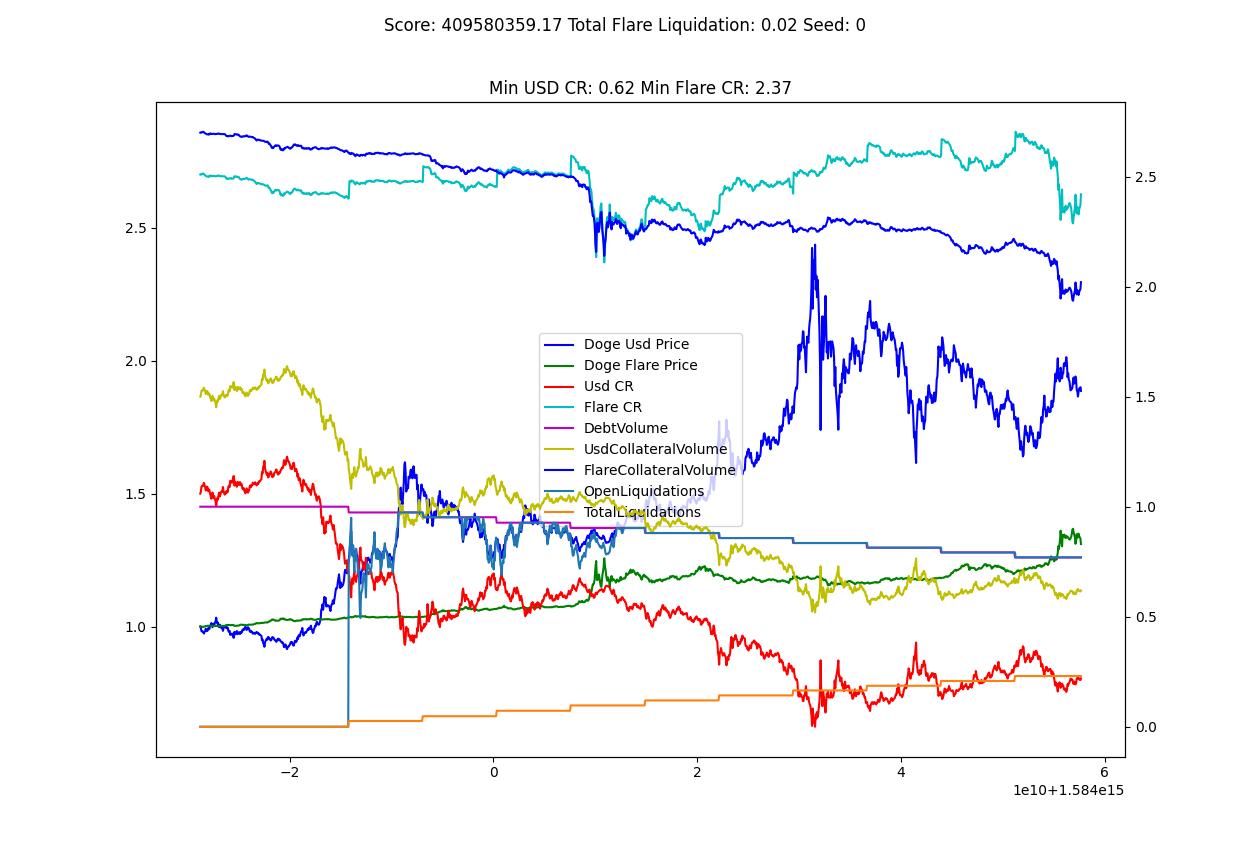 Score: 409580359.17 Total Flare Liquidation: 0.02 Seed: 0
Min USD CR: 0.62 Min Flare CR: 2.37
2.5
2.0
1.5
1.0
Doge Usd Price
Doge Flare Price
Usd CR
Flare CR
DebtVolume
UsdCollateralVolume
FlareCollateralVolume
OpenLiquidations
TotalLiquidations
2.5
2.0
1.5
1.0
0.5
0.0
−2
0
2
4
6
1e10+1.584e15